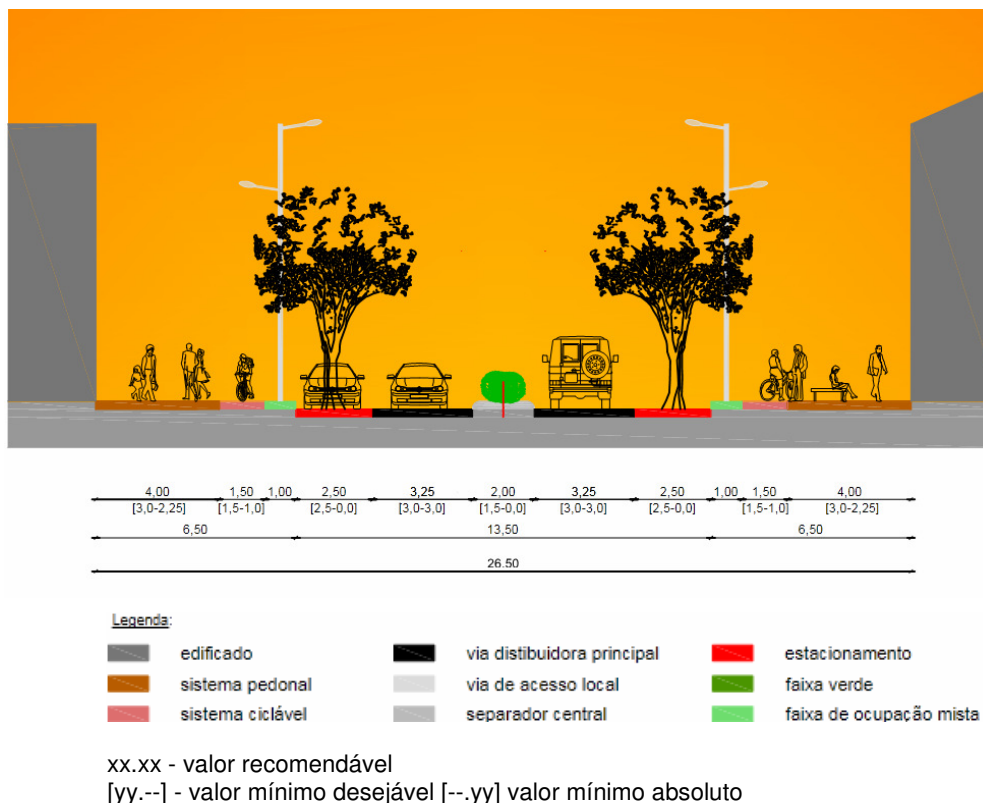 4,00 1,50 1,00 2,50 3,25 2,00 3,25 2,50 1,00 1,50 4,00
[3,0-2,25] [1,5-1,0] [2,5-0,0] [3,0-3,0] [1,5-0,0] [3,0-3,0] [2,5-0,0] [1,5-1,0] [3,0-2,25]
6,50 13,50 6,50
26.50
Legenda:
edificado via distibuidora principal estacionamento
sistema pedonal via de acesso local faixa verde
sistema ciclável separador central faixa de ocupação mista
xx.xx - valor recomendável
[yy.--] - valor mínimo desejável [--.yy] valor mínimo absoluto